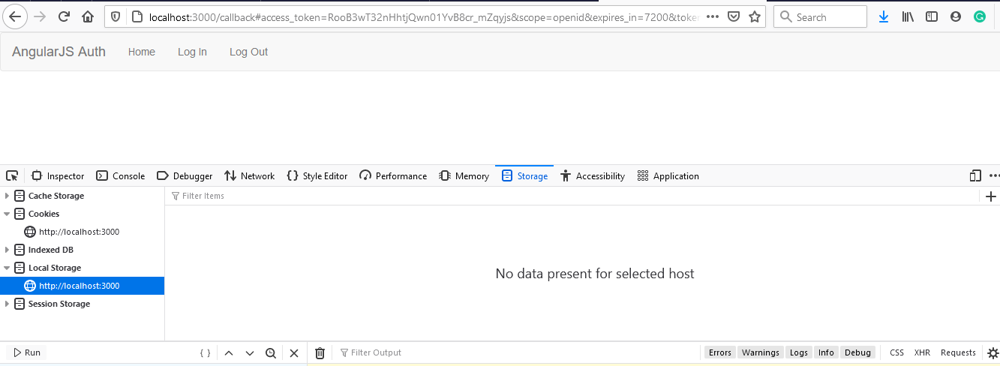 localhost:3000/callback#access_token=RooB3wT32nHhtjQwn01YvB8cr_mZqyjs&scope=openid&expires_in=7200&toke
Search
AngularJS Auth Home Log In Log Out
Inspector Console Debugger Network Style Editor Performance Memory Storage Accessibility Application
Cache Storage
Filter Items
Cookies
http://localhost:3000
Indexed DB
Local Storage
No data present for selected host
http://localhost:3000
Session Storage
Run
Filter Output
Errors Warnings Logs Info Debug CSS XHR Requests